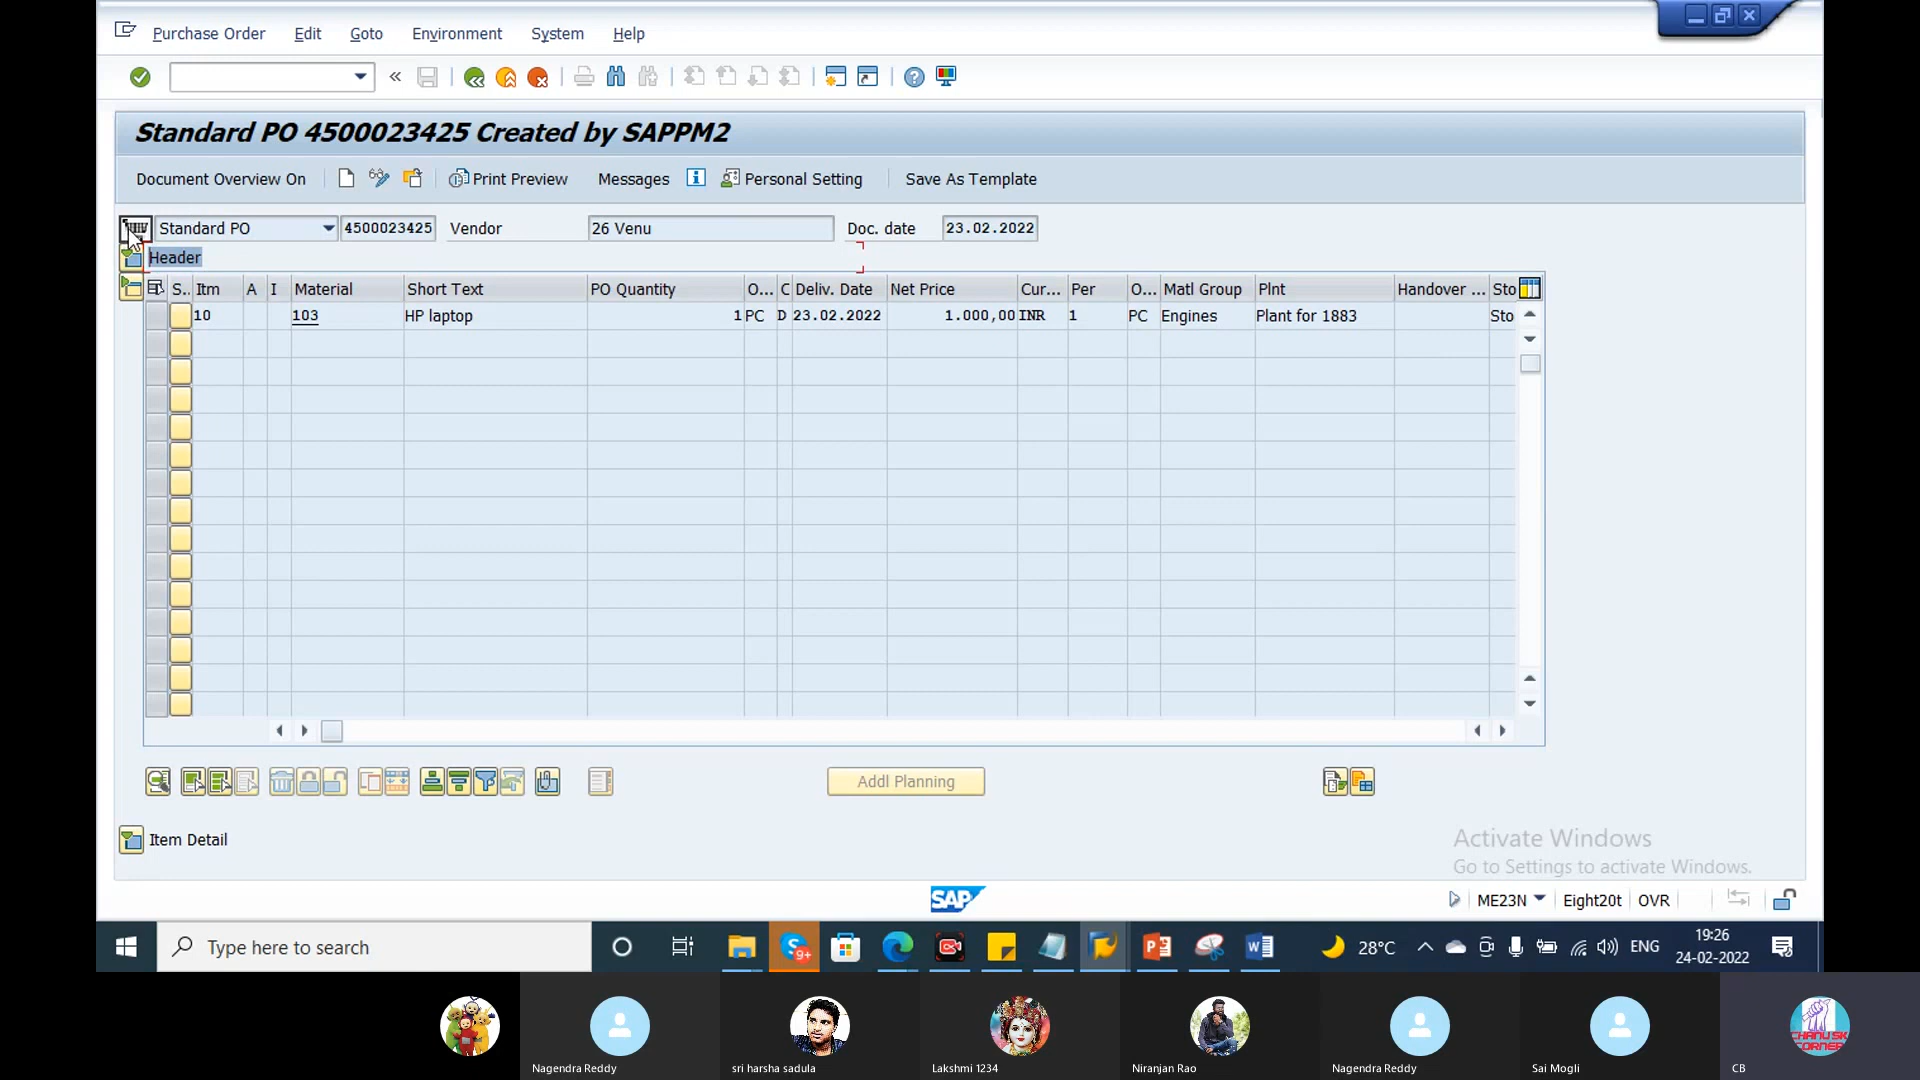 Purchase Order Edit Goto Environment System Help
Standard PO 4500023425 Created by SAPPM2
Document Overview On Print Preview Messages Personal Setting Save As Template
Standard PO 4500023425 Vendor 26 Venu Doc. date 23.02.2022
Header
S.. Itm A I Material Short Text PO Quantity O... C Deliv. Date Net Price Cur... Per O... Matl Group Plnt Handover ... Sto
10 103 HP laptop 1 PC D 23.02.2022 1.000,00 INR 1 PC Engines Plant for 1883 Sto
Addl Planning
Item Detail
Activate Windows
Go to Settings to activate Windows.
SAP ME23N Eight20t OVR
Type here to search 9+ 28°C ENG 19:26
24-02-2022
CHANU SK
CORNER
Nagendra Reddy sri harsha sadula Lakshmi 1234 Niranjan Rao Nagendra Reddy Sai Mogli CB